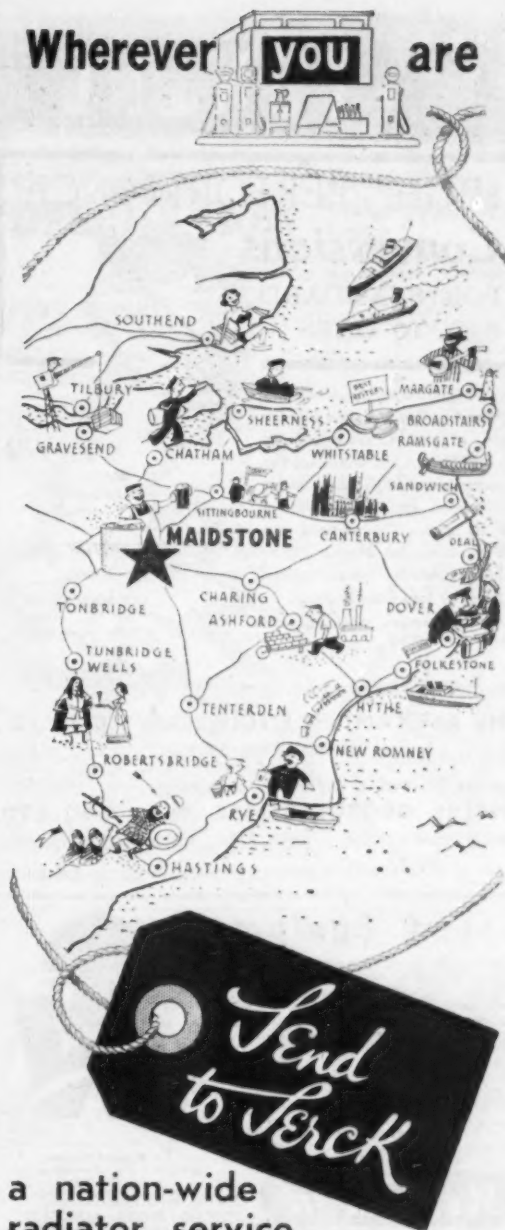 Wherever you are
SOUTHEND
TILBURY
MARGATE
GRAVESEND
SHEERNESS
BROADSTAIRS
CHATHAM
WHITSTABLE
RAMSGATE
SITTINGBOURNE
SANDWICH
MAIDSTONE
CANTERBURY
DEAL
TONBRIDGE
CHARING
ASHFORD
DOVER
TUNBRIDGE
WELLS
FOLKESTONE
TENTERDEN
HYTHE
ROBERTSBRIDGE
NEW ROMNEY
RYE
HASTINGS
Send
to Serck
a nation-wide
radiator service